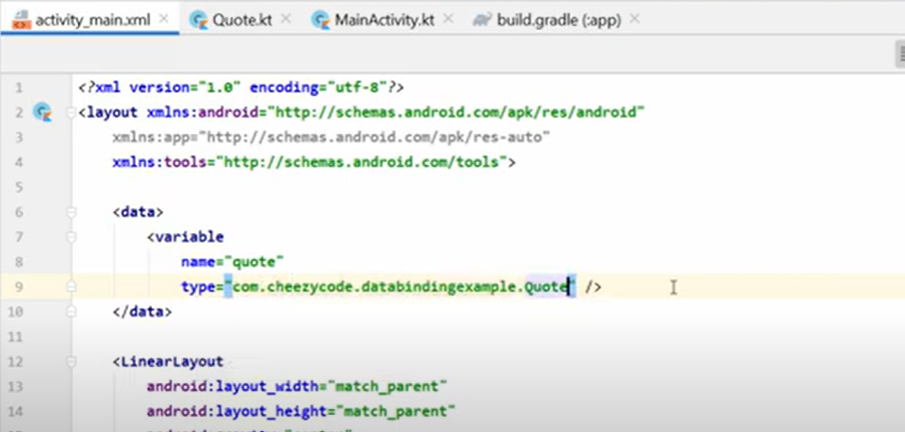 activity_main.xml Quote.kt MainActivity.kt build.gradle (:app)
1 <?xml version="1.0" encoding="utf-8"?>
2 <layout xmlns:android="http://schemas.android.com/apk/res/android"
3 xmlns:app="http://schemas.android.com/apk/res-auto"
4 xmlns:tools="http://schemas.android.com/tools">
5
6 <data>
7 <variable
8 name="quote"
9 type="com.cheezycode.databindingexample.Quote" />
10 </data>
11
12 <LinearLayout
13 android:layout_width="match_parent"
14 android:layout_height="match_parent"